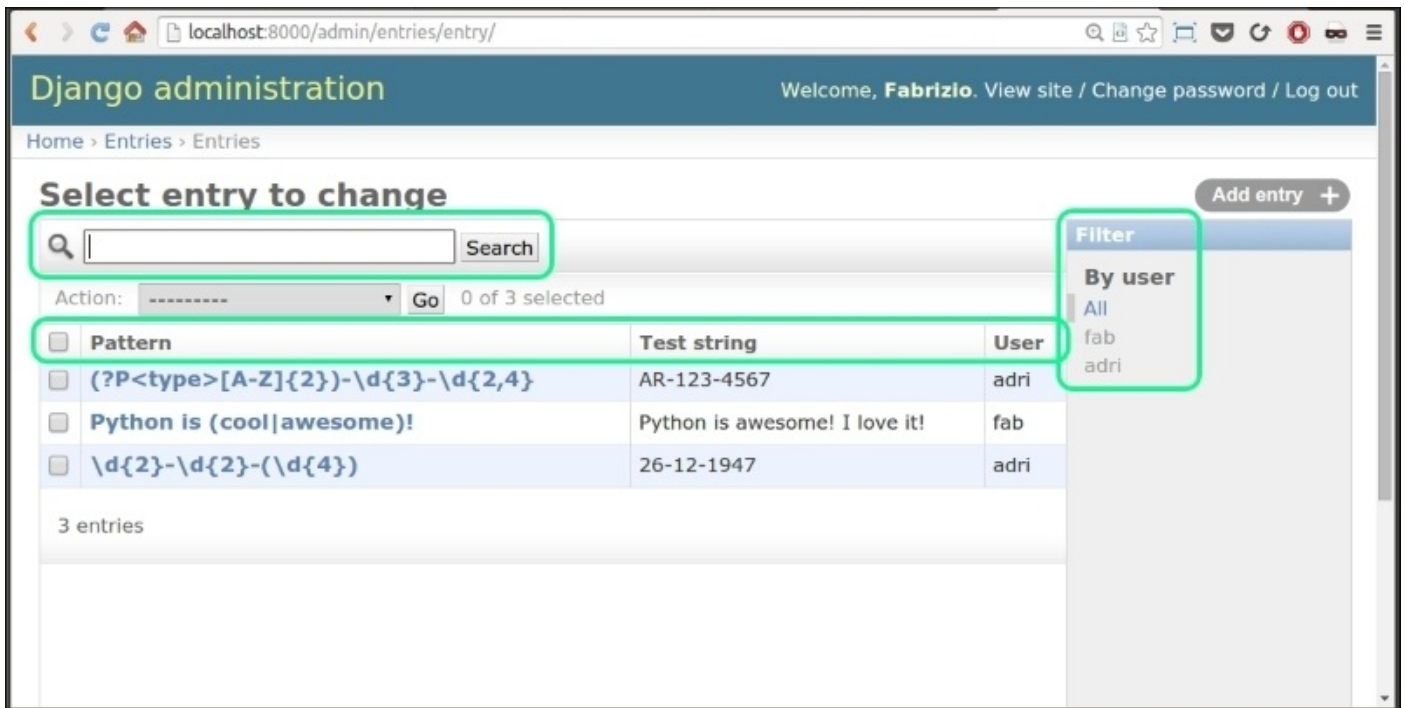 localhost:8000/admin/entries/entry/
Django administration
Welcome, Fabrizio. View site / Change password / Log out
Home › Entries › Entries
Select entry to change
Add entry +
Search
Filter
By user
All
fab
adri
Action: --------- Go 0 of 3 selected
Pattern Test string User
(?P<type>[A-Z]{2})-\d{3}-\d{2,4} AR-123-4567 adri
Python is (cool|awesome)! Python is awesome! I love it! fab
\d{2}-\d{2}-(\d{4}) 26-12-1947 adri
3 entries